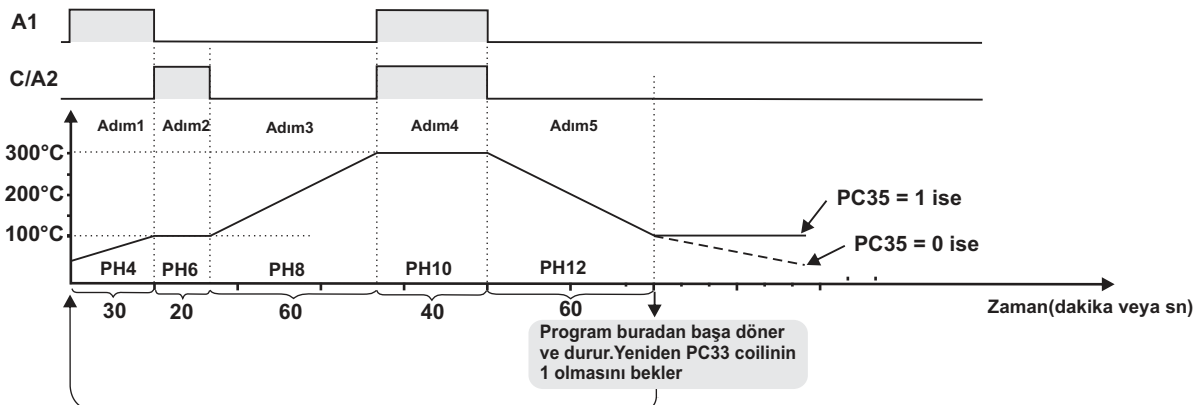 A1
C/A2
Adım1 Adım2 Adım3 Adım4 Adım5
300°C
200°C
100°C
PC35 = 1 ise
PC35 = 0 ise
PH4 PH6 PH8 PH10 PH12
30 20 60 40 60
Zaman(dakika veya sn)
Program buradan başa döner
ve durur.Yeniden PC33 coilinin
1 olmasını bekler